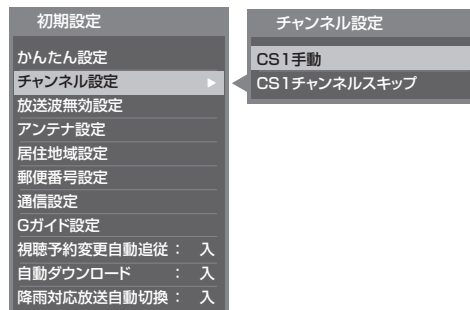 初期設定
かんたん設定
チャンネル設定
放送波無効設定
アンテナ設定
居住地域設定
郵便番号設定
通信設定
Gガイド設定
視聴予約変更自動追従： 入
自動ダウンロード ： 入
降雨対応放送自動切換： 入
チャンネル設定
CS1手動
CS1チャンネルスキップ